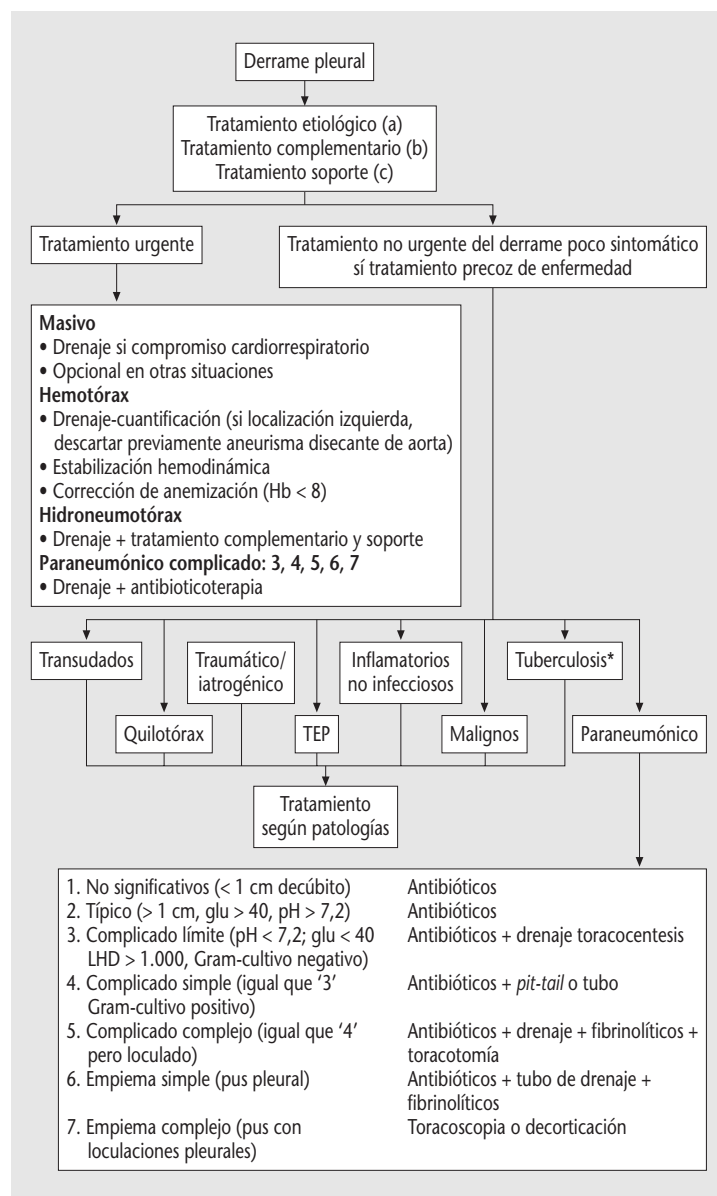 Derrame pleural
Tratamiento etiológico (a)
Tratamiento complementario (b)
Tratamiento soporte (c)
Tratamiento urgente
Tratamiento no urgente del derrame poco sintomático
sí tratamiento precoz de enfermedad
Masivo
• Drenaje si compromiso cardiorrespiratorio
• Opcional en otras situaciones
Hemotórax
• Drenaje-cuantificación (si localización izquierda,
descartar previamente aneurisma disecante de aorta)
• Estabilización hemodinámica
• Corrección de anemización (Hb < 8)
Hidroneumotórax
• Drenaje + tratamiento complementario y soporte
Paraneumónico complicado: 3, 4, 5, 6, 7
• Drenaje + antibioticoterapia
Transudados
Traumático/
iatrogénico
Inflamatorios
no infecciosos
Tuberculosis*
Quilotórax
TEP
Malignos
Paraneumónico
Tratamiento
según patologías
1. No significativos (< 1 cm decúbito) Antibióticos
2. Típico (> 1 cm, glu > 40, pH > 7,2) Antibióticos
3. Complicado límite (pH < 7,2; glu < 40 Antibióticos + drenaje toracocentesis
LHD > 1.000, Gram-cultivo negativo)
4. Complicado simple (igual que '3' Antibióticos + pit-tail o tubo
Gram-cultivo positivo)
5. Complicado complejo (igual que '4' Antibióticos + drenaje + fibrinolíticos +
pero loculado) toracotomía
6. Empiema simple (pus pleural) Antibióticos + tubo de drenaje +
fibrinolíticos
7. Empiema complejo (pus con Toracoscopia o decorticación
loculaciones pleurales)